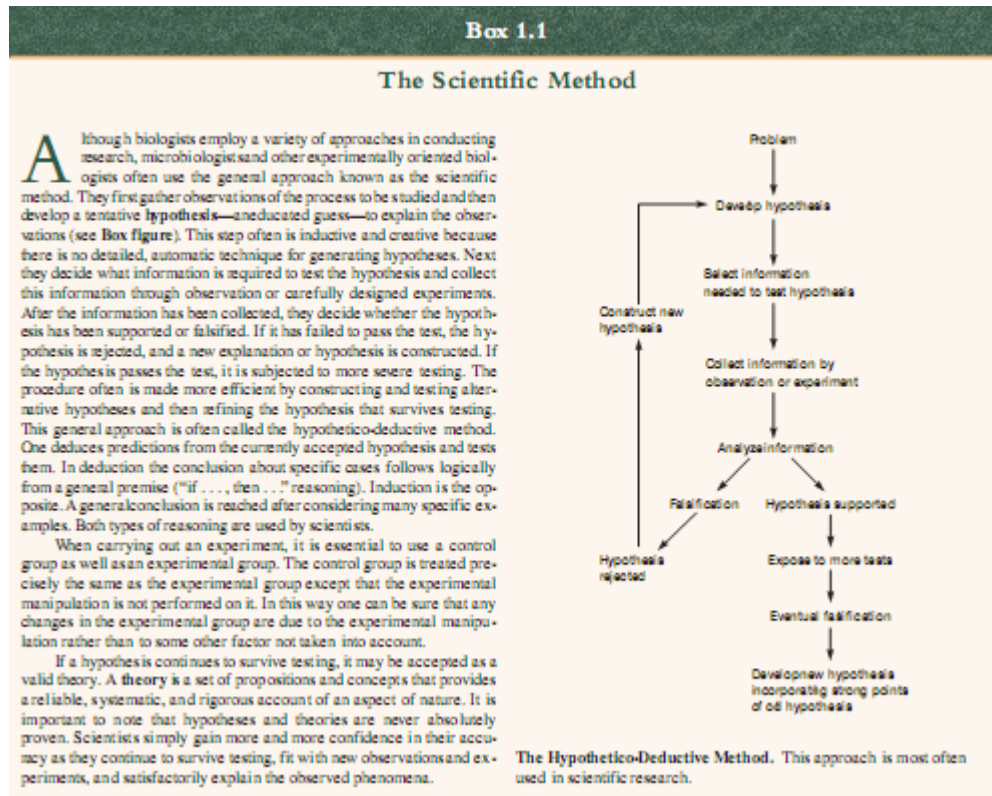 Box 1.1
The Scientific Method
Although biologists employ a variety of approaches in conducting
research, microbiologists and other experimentally oriented biol-
ogists often use the general approach known as the scientific
method. They first gather observations of the process to be studied and then
develop a tentative hypothesis—an educated guess—to explain the obser-
vations (see Box figure). This step often is inductive and creative because
there is no detailed, automatic technique for generating hypotheses. Next
they decide what information is required to test the hypothesis and collect
this information through observation or carefully designed experiments.
After the information has been collected, they decide whether the hypoth-
esis has been supported or falsified. If it has failed to pass the test, the hy-
pothesis is rejected, and a new explanation or hypothesis is constructed. If
the hypothesis passes the test, it is subjected to more severe testing. The
procedure often is made more efficient by constructing and testing alter-
native hypotheses and then refining the hypothesis that survives testing.
This general approach is often called the hypothetico-deductive method.
One deduces predictions from the currently accepted hypothesis and tests
them. In deduction the conclusion about specific cases follows logically
from a general premise (“if . . . , then . . .” reasoning). Induction is the op-
posite. A general conclusion is reached after considering many specific ex-
amples. Both types of reasoning are used by scientists.
When carrying out an experiment, it is essential to use a control
group as well as an experimental group. The control group is treated pre-
cisely the same as the experimental group except that the experimental
manipulation is not performed on it. In this way one can be sure that any
changes in the experimental group are due to the experimental manipu-
lation rather than to some other factor not taken into account.
If a hypothesis continues to survive testing, it may be accepted as a
valid theory. A theory is a set of propositions and concepts that provides
a reliable, systematic, and rigorous account of an aspect of nature. It is
important to note that hypotheses and theories are never absolutely
proven. Scientists simply gain more and more confidence in their accu-
racy as they continue to survive testing, fit with new observations and ex-
periments, and satisfactorily explain the observed phenomena.
Problem
Develop hypothesis
Select information
needed to test hypothesis
Construct new
hypothesis
Collect information by
observation or experiment
Analyze information
Falsification
Hypothesis supported
Hypothesis
rejected
Expose to more tests
Eventual falsification
Develop new hypothesis
incorporating strong points
of old hypothesis
The Hypothetico-Deductive Method. This approach is most often
used in scientific research.